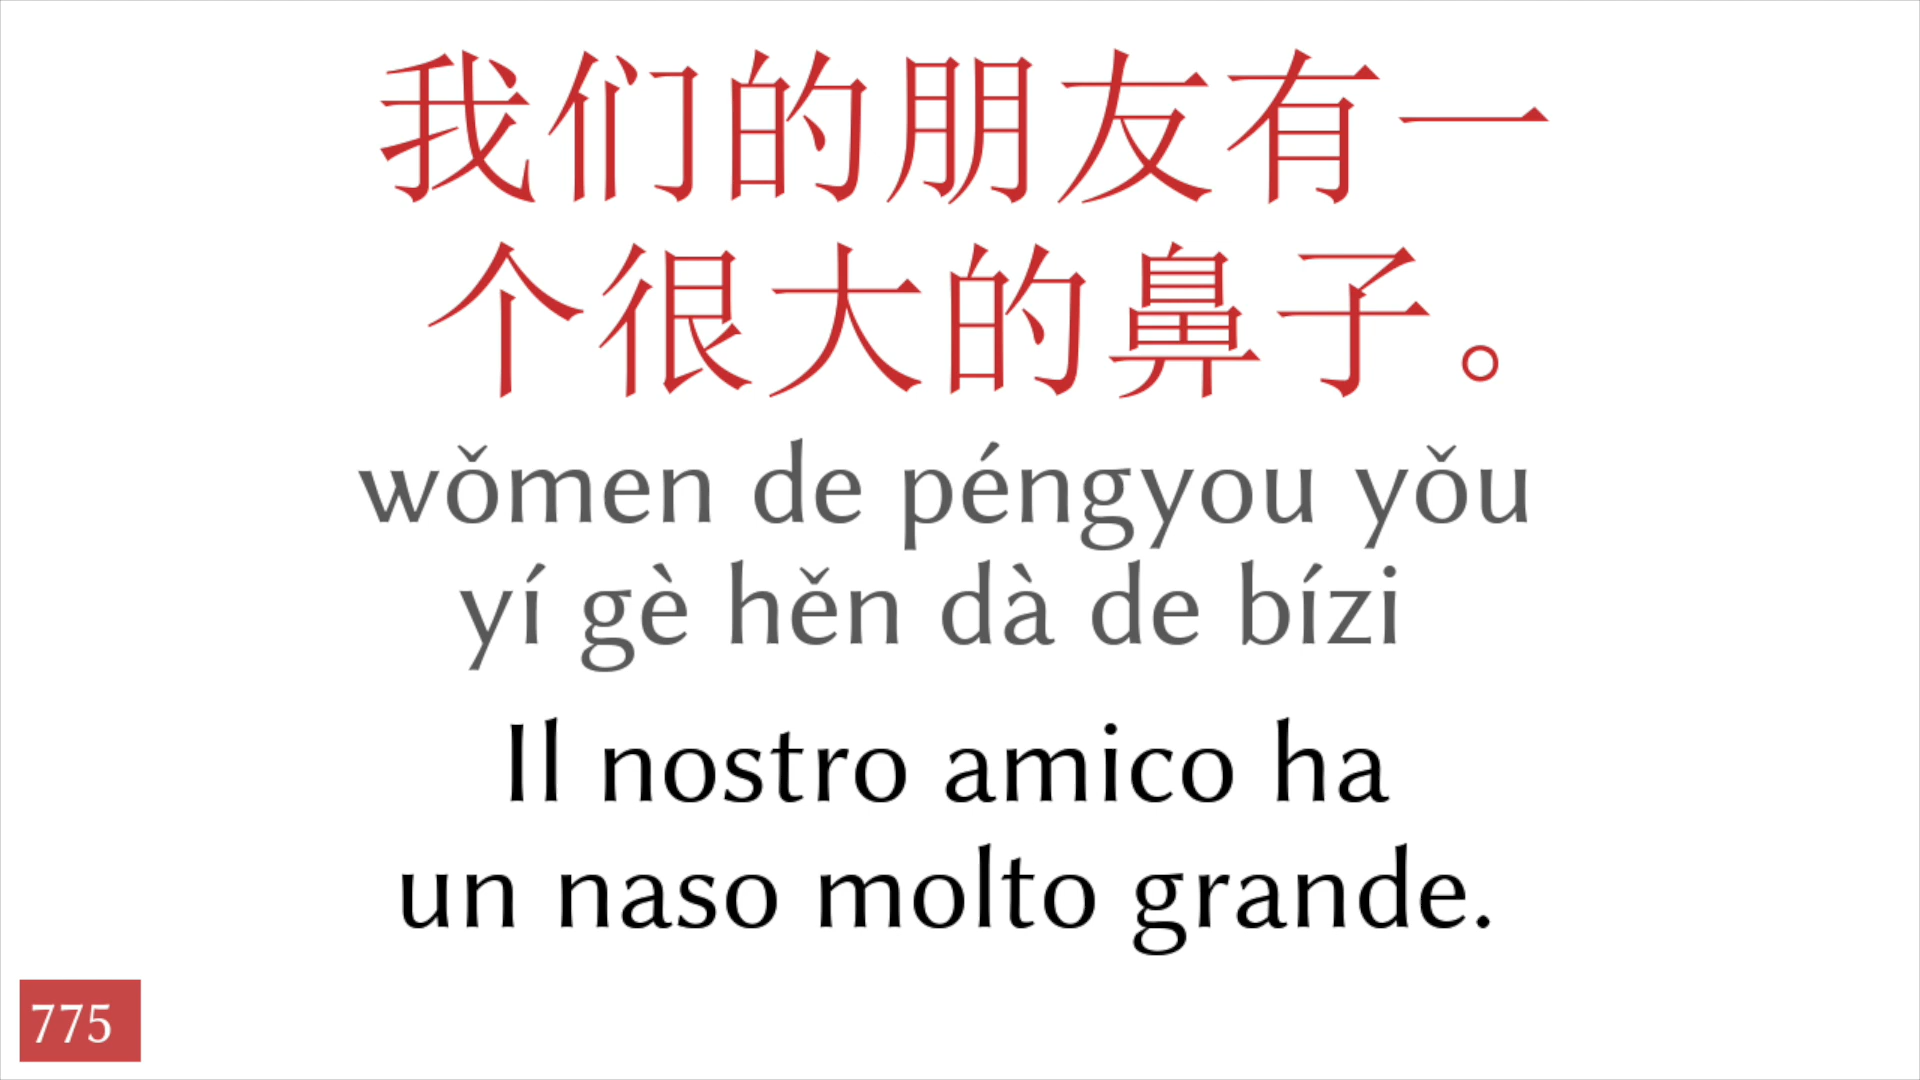 我们的朋友有一
个很大的鼻子。
wǒmen de péngyou yǒu
yí gè hěn dà de bízi
Il nostro amico ha
un naso molto grande.
775